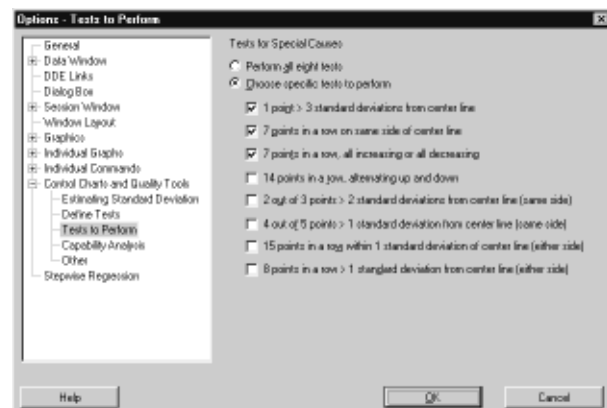 Options - Tests to Perform
General
Data Window
DDE Links
Dialog Box
Session Window
Window Layout
Graphics
Individual Graphs
Individual Commands
Control Charts and Quality Tools
Estimating Standard Deviation
Define Tests
Tests to Perform
Capability Analysis
Other
Stepwise Regression
Tests for Special Causes
Perform all eight tests
Choose specific tests to perform
1 point > 3 standard deviations from center line
7 points in a row on same side of center line
7 points in a row, all increasing or all decreasing
14 points in a row, alternating up and down
2 out of 3 points > 2 standard deviations from center line (same side)
4 out of 5 points > 1 standard deviation from center line (same side)
15 points in a row within 1 standard deviation of center line (either side)
8 points in a row > 1 standard deviation from center line (either side)
Help
OK
Cancel